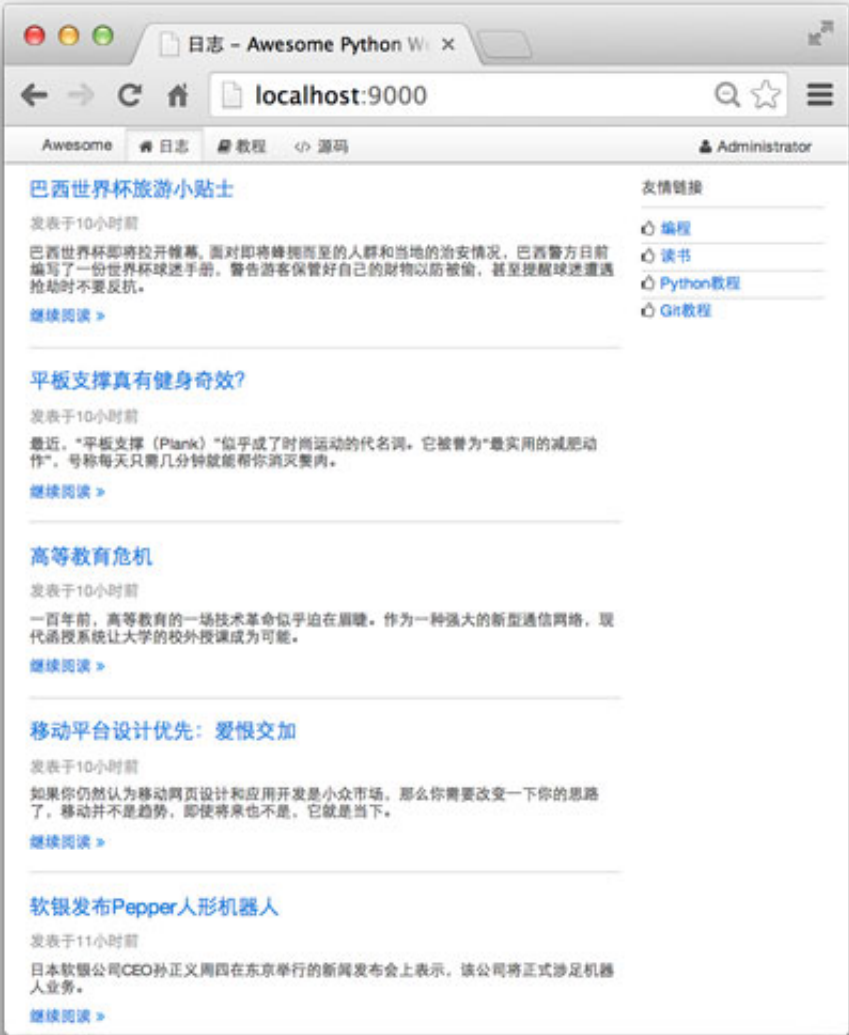 日志 - Awesome Python W
localhost:9000
Awesome 日志 教程 源码 Administrator
巴西世界杯旅游小贴士
发表于10小时前
巴西世界杯即将拉开帷幕, 面对即将蜂拥而至的人群和当地的治安情况，巴西警方日前
编写了一份世界杯球迷手册，警告游客保管好自己的财物以防被偷，甚至提醒球迷遭遇
抢劫时不要反抗。
继续阅读 »
平板支撑真有健身奇效？
发表于10小时前
最近，“平板支撑（Plank）”似乎成了时尚运动的代名词。它被誉为“最实用的减肥动
作”，号称每天只需几分钟就能帮你消灭赘肉。
继续阅读 »
高等教育危机
发表于10小时前
一百年前，高等教育的一场技术革命似乎迫在眉睫。作为一种强大的新型通信网络，现
代函授系统让大学的校外授课成为可能。
继续阅读 »
移动平台设计优先：爱恨交加
发表于10小时前
如果你仍然认为移动网页设计和应用开发是小众市场，那么你需要改变一下你的思路
了，移动并不是趋势，即使将来也不是，它就是当下。
继续阅读 »
软银发布Pepper人形机器人
发表于11小时前
日本软银公司CEO孙正义周四在东京举行的新闻发布会上表示，该公司将正式涉足机器
人业务。
继续阅读 »
友情链接
编程
读书
Python教程
Git教程